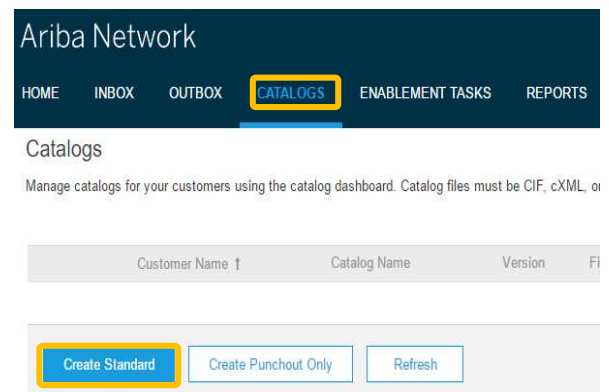 Ariba Network
HOME INBOX OUTBOX CATALOGS ENABLEMENT TASKS REPORTS
Catalogs
Manage catalogs for your customers using the catalog dashboard. Catalog files must be CIF, cXML, or
Customer Name ↑ Catalog Name Version Fi
Create Standard Create Punchout Only Refresh